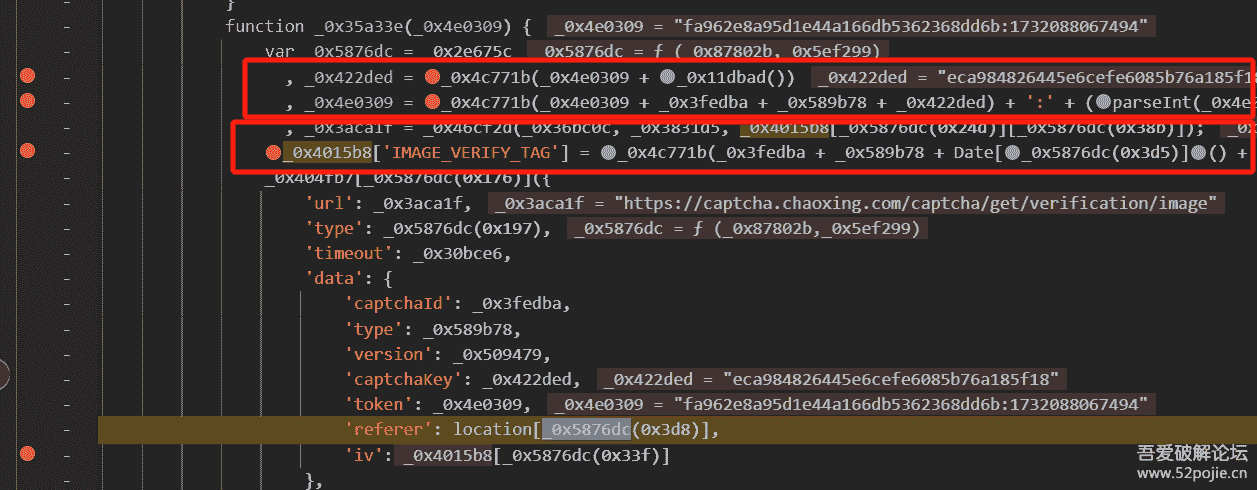 }
function _0x35a33e(_0x4e0309) { _0x4e0309 = "fa962e8a95d1e44a166db5362368dd6b:1732088067494"
var _0x5876dc = _0x2e675c _0x5876dc = ƒ (_0x87802b,_0x5ef299)
, _0x422ded = _0x4c771b(_0x4e0309 + _0x11dbad()) _0x422ded = "eca984826445e6cefe6085b76a185f18
, _0x4e0309 = _0x4c771b(_0x4e0309 + _0x3fedba + _0x589b78 + _0x422ded) + ':' + (parseInt(_0x4e
, _0x3aca1f = _0x46cf2d(_0x36bc0c, _0x3831d5, _0x4015b8[_0x5876dc(0x24d)][_0x5876dc(0x38b)]); _0x
_0x4015b8['IMAGE_VERIFY_TAG'] = _0x4c771b(_0x3fedba + _0x589b78 + Date[_0x5876dc(0x3d5)]() +
_0x404fb7[_0x5876dc(0x176)]({
'url': _0x3aca1f, _0x3aca1f = "https://captcha.chaoxing.com/captcha/get/verification/image"
'type': _0x5876dc(0x197), _0x5876dc = ƒ (_0x87802b,_0x5ef299)
'timeout': _0x30bce6,
'data': {
'captchaId': _0x3fedba,
'type': _0x589b78,
'version': _0x509479,
'captchaKey': _0x422ded, _0x422ded = "eca984826445e6cefe6085b76a185f18"
'token': _0x4e0309, _0x4e0309 = "fa962e8a95d1e44a166db5362368dd6b:1732088067494"
'referer': location[_0x5876dc(0x3d8)],
'iv': _0x4015b8[_0x5876dc(0x33f)]
},
吾爱破解论坛
www.52pojie.cn